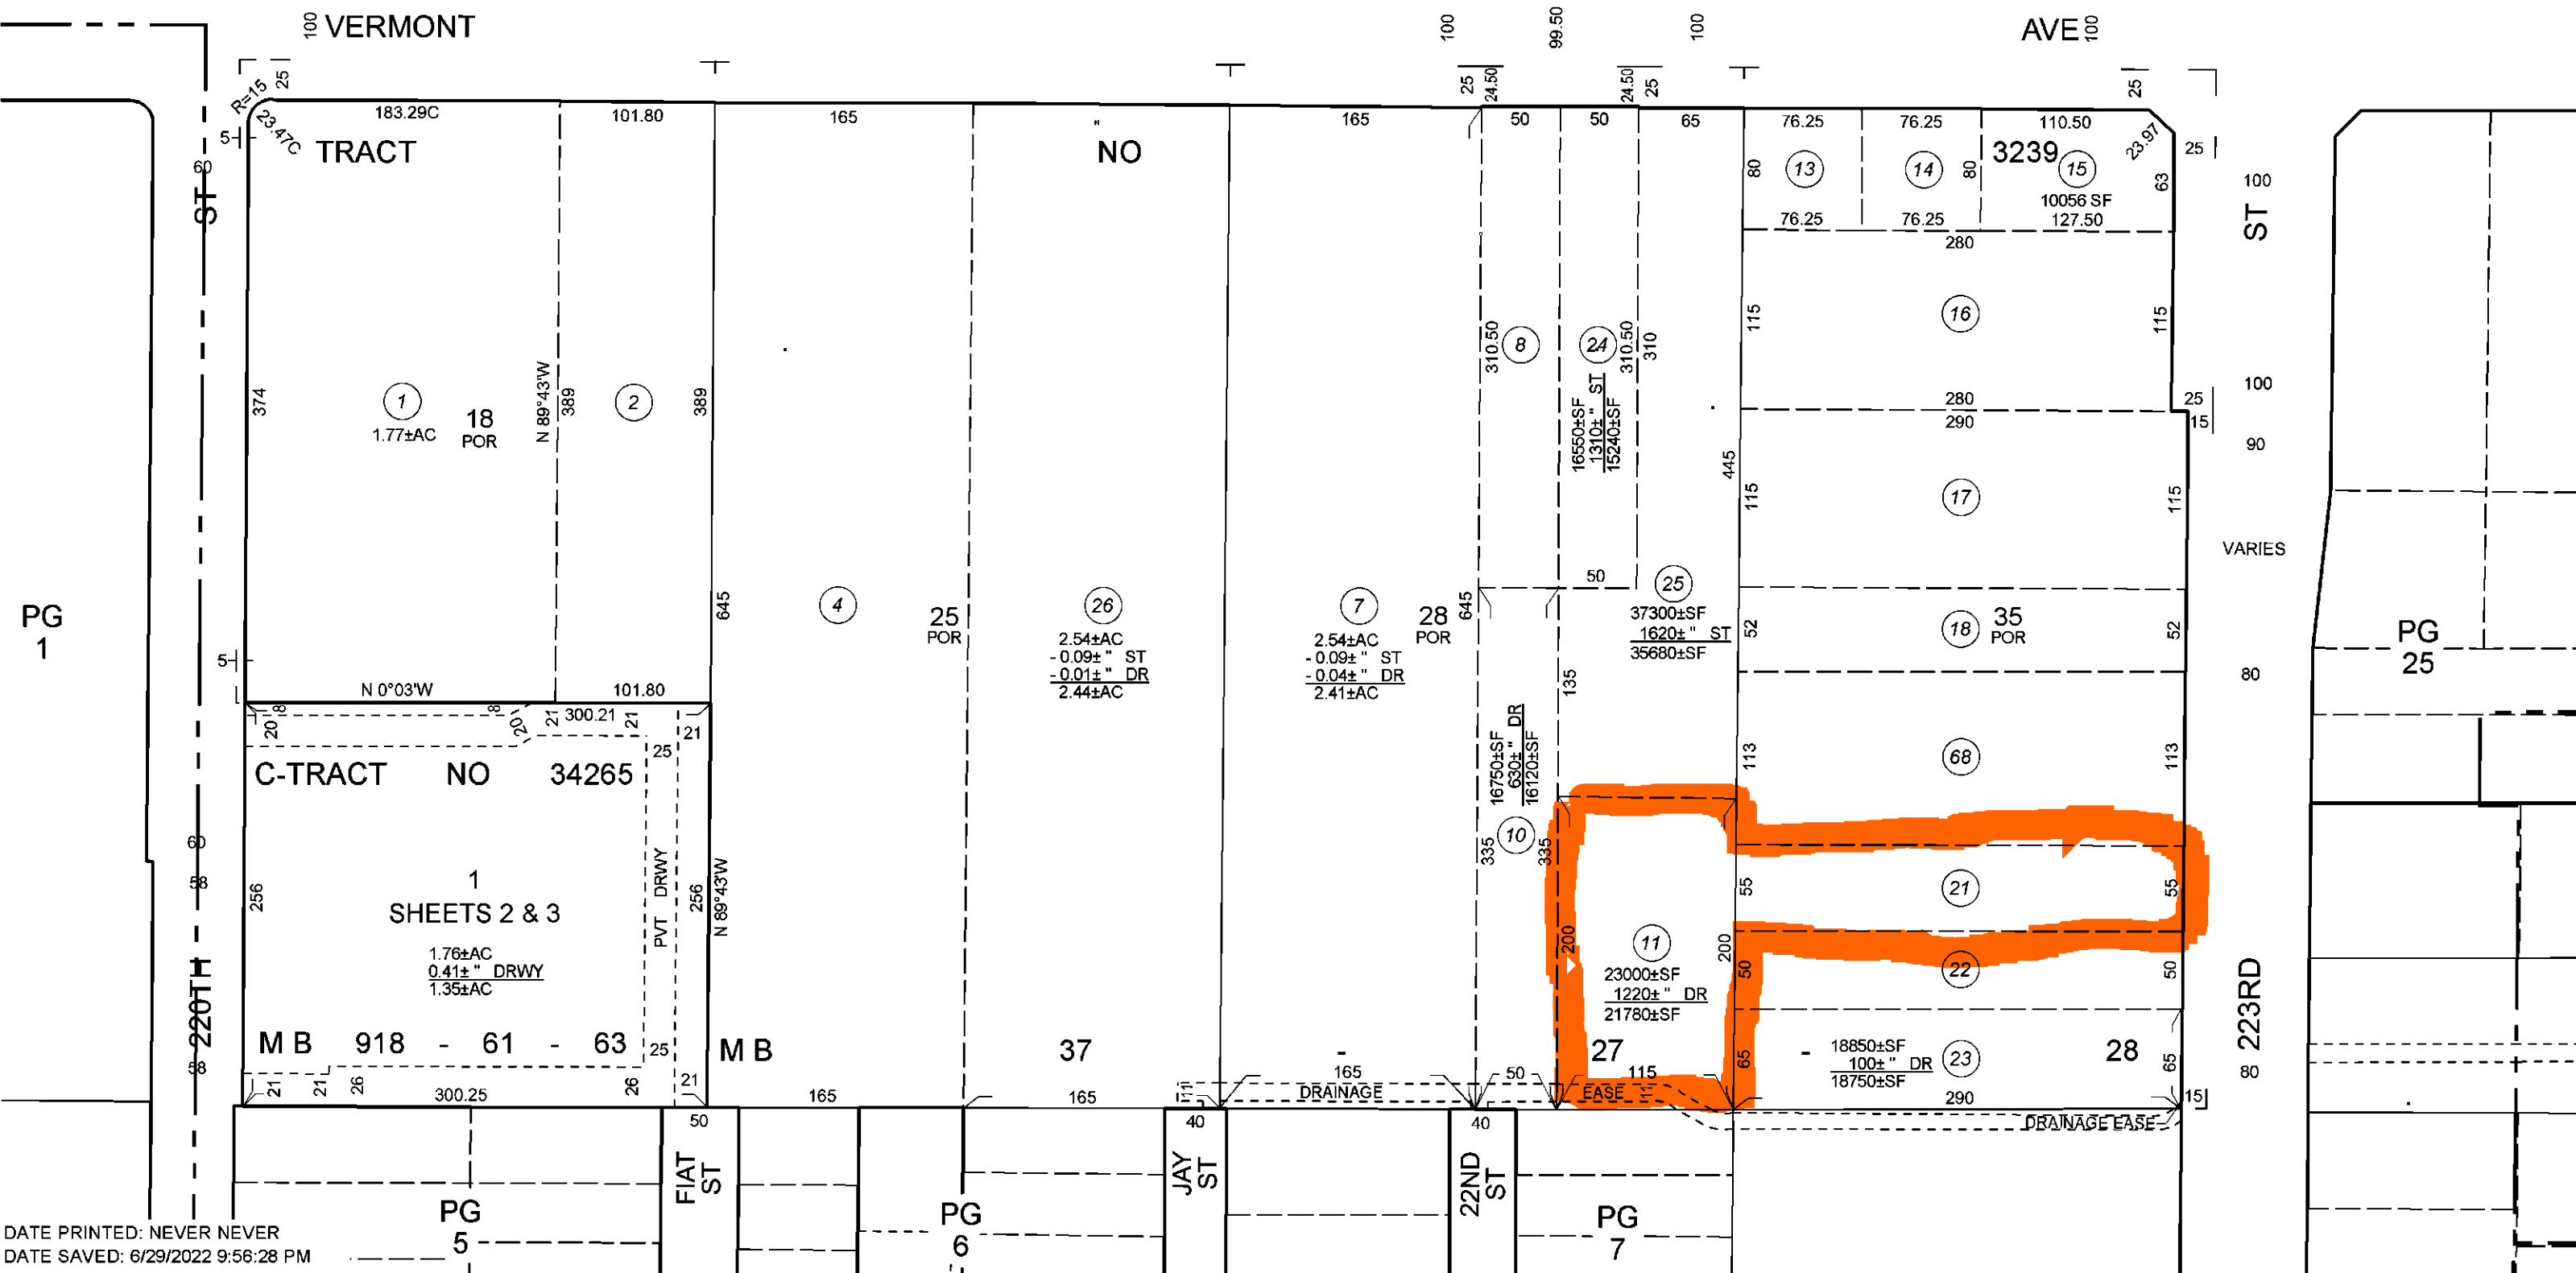 100 VERMONT
100
99.50
100
AVE 100
R=15
25
23.47C
5
60
ST
183.29C
101.80
165
"
165
25
24.50
50
50
24.50
25
65
76.25
76.25
110.50
23.97
25
25
TRACT
NO
3239
80
13
14
80
15
10056 SF
63
76.25
76.25
127.50
280
100
ST
115
16
115
310.50
8
24
310.50
310
16550±SF
1310± " ST
15240±SF
374
1
1.77±AC
18
POR
N 89°43'W
389
2
389
280
290
25
15
100
90
445
115
17
115
VARIES
50
25
37300±SF
1620± " ST
35680±SF
52
18
35
POR
52
PG
1
5
645
4
25
POR
26
2.54±AC
- 0.09± " ST
- 0.01± " DR
2.44±AC
7
2.54±AC
- 0.09± " ST
- 0.04± " DR
2.41±AC
28
POR
645
135
80
PG
25
N 0°03'W
101.80
8
20
8
20
21
300.21
21
21
25
C-TRACT NO 34265
16750±SF
630± " DR
16120±SF
10
335
335
113
68
113
60
58
256
1
SHEETS 2 & 3
1.76±AC
0.41± " DRWY
1.35±AC
PVT DRWY
256
N 89°43'W
55
21
55
200
11
23000±SF
1220± " DR
21780±SF
200
50
22
50
220TH
58
M B 918 - 61 - 63
25
M B
37
-
27
-
18850±SF
100± " DR
18750±SF
23
28
65
65
223RD
80
21
21
26
300.25
26
21
165
165
11
165
DRAINAGE
50
EASE
115
11
290
15
DRAINAGE EASE
50
FIAT
ST
40
JAY
ST
40
22ND
ST
PG
5
PG
6
PG
7
DATE PRINTED: NEVER NEVER
DATE SAVED: 6/29/2022 9:56:28 PM